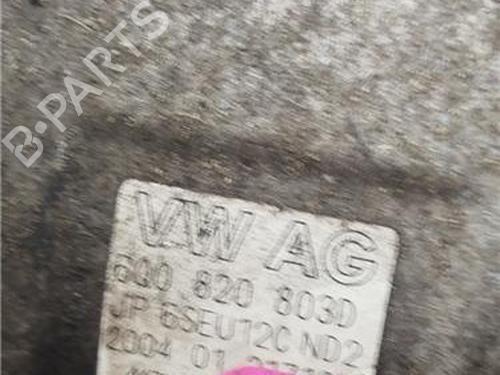 B-PARTS
VW AG
6Q0 820 803D
JP 6SEU12C ND2
2004 01